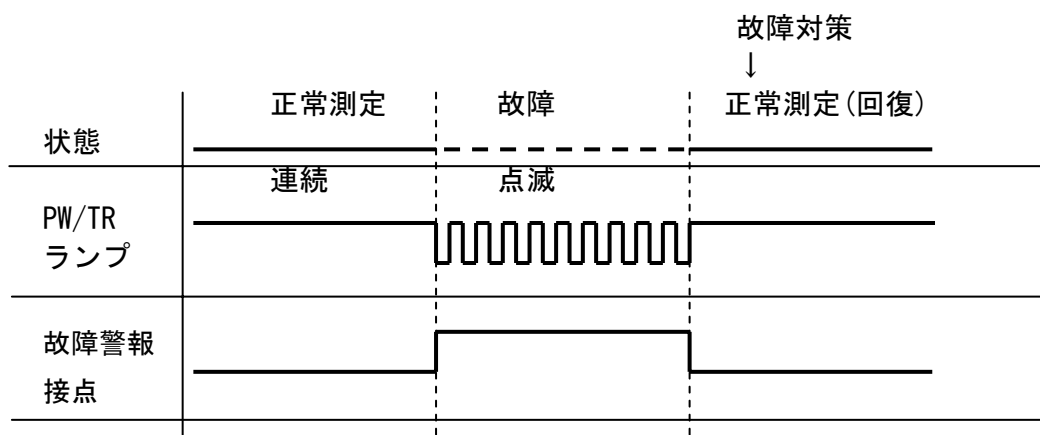 故障対策
↓
正常測定 故障 正常測定(回復)
状態
連続 点滅
PW/TR
ランプ
故障警報
接点